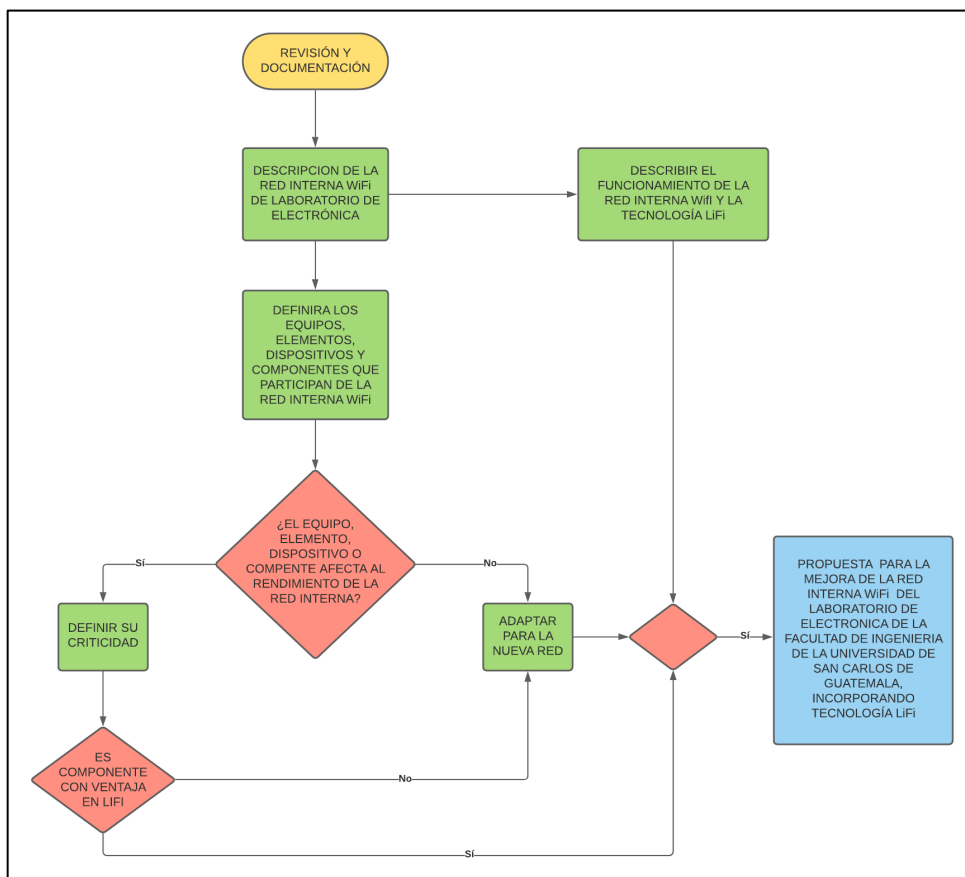 REVISIÓN Y
DOCUMENTACIÓN
DESCRIPCION DE LA
RED INTERNA WiFi
DE LABORATORIO DE
ELECTRÓNICA
DESCRIBIR EL
FUNCIONAMIENTO DE LA
RED INTERNA WifI Y LA
TECNOLOGÍA LiFi
DEFINIRA LOS
EQUIPOS,
ELEMENTOS,
DISPOSITIVOS Y
COMPONENTES QUE
PARTICIPAN DE LA
RED INTERNA WiFi
¿EL EQUIPO,
ELEMENTO,
DISPOSITIVO O
COMPENTE AFECTA AL
RENDIMIENTO DE LA
RED INTERNA?
Sí
No
DEFINIR SU
CRITICIDAD
ADAPTAR
PARA LA
NUEVA RED
Sí
PROPUESTA PARA LA
MEJORA DE LA RED
INTERNA WiFi DEL
LABORATORIO DE
ELECTRONICA DE LA
FACULTAD DE INGENIERIA
DE LA UNIVERSIDAD DE
SAN CARLOS DE
GUATEMALA,
INCORPORANDO
TECNOLOGÍA LiFi
ES
COMPONENTE
CON VENTAJA
EN LIFI
No
Sí